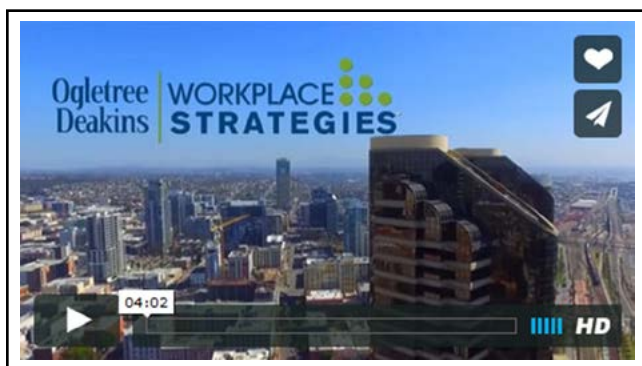 Ogletree
Deakins
WORKPLACE
STRATEGIES
04:02
HD